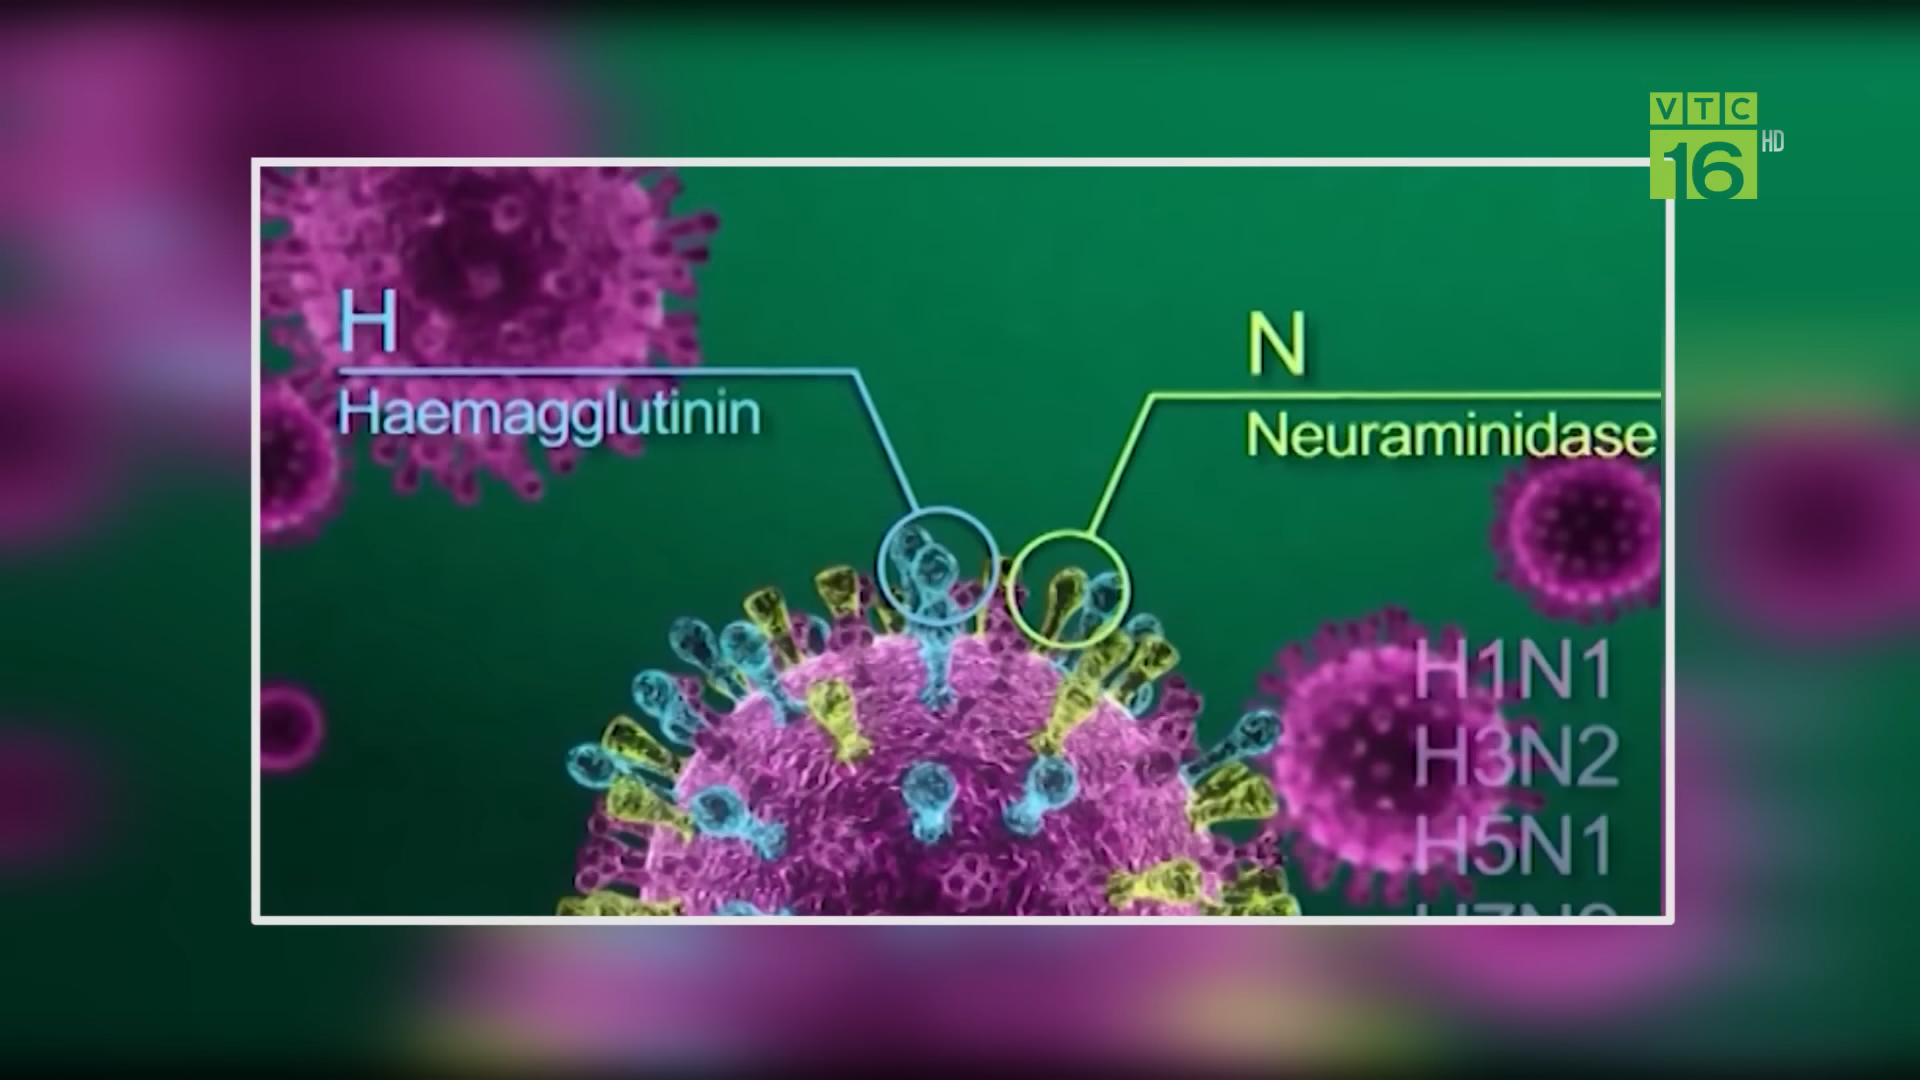 VTC
16 HD
H
Haemagglutinin
N
Neuraminidase
H1N1
H3N2
H5N1